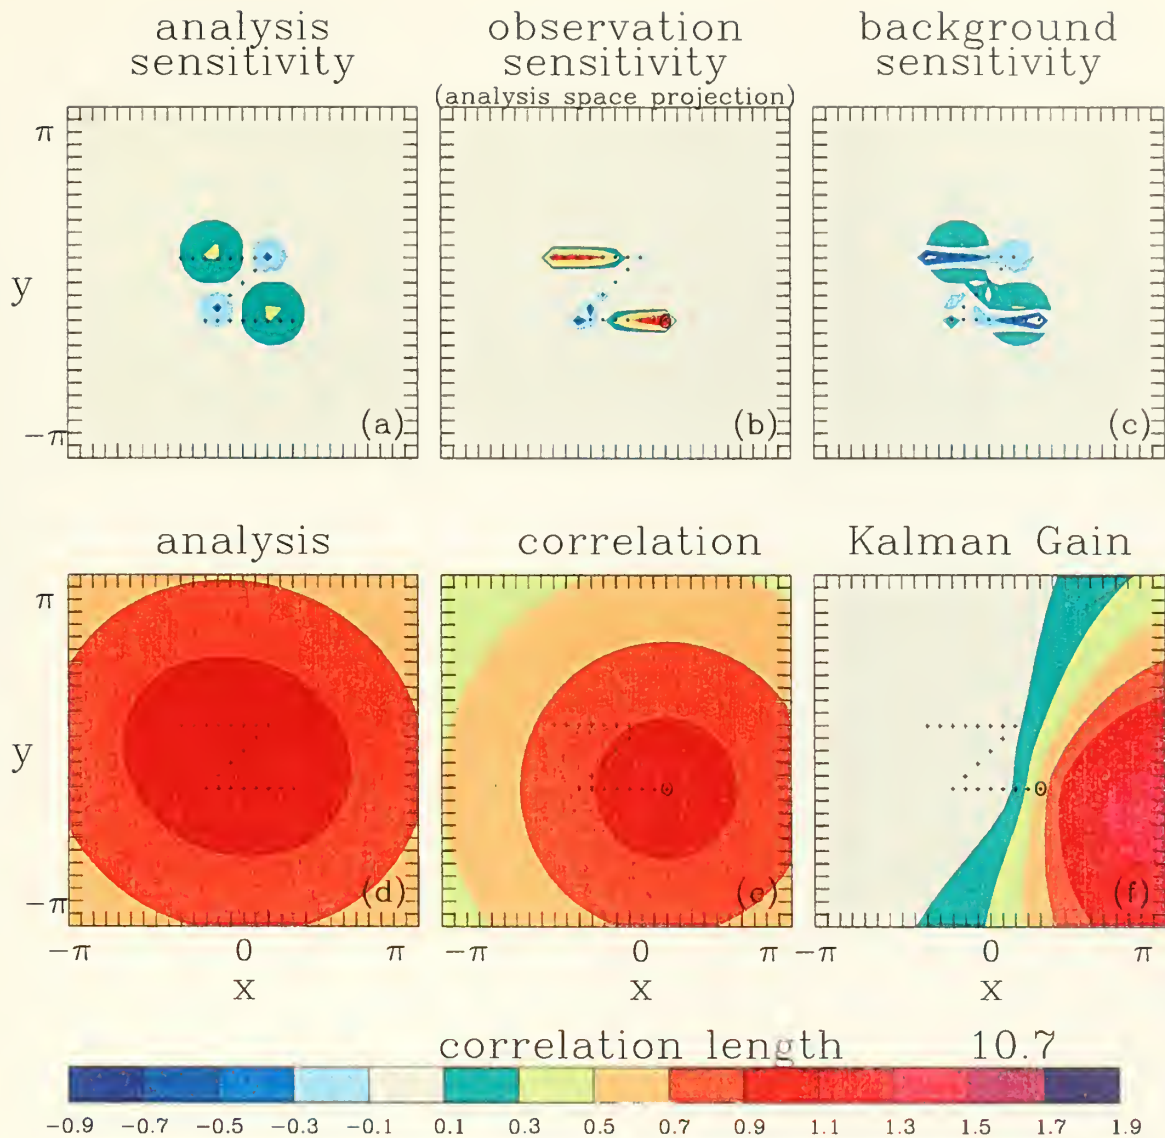 analysis sensitivity
observation sensitivity
(analysis space projection)
background sensitivity
π
y
−π
(a)
(b)
(c)
analysis
correlation
Kalman Gain
π
y
−π
(d)
(e)
(f)
−π 0 π
−π 0 π
−π 0 π
x
x
x
correlation length 10.7
−0.9 −0.7 −0.5 −0.3 −0.1 0.1 0.3 0.5 0.7 0.9 1.1 1.3 1.5 1.7 1.9